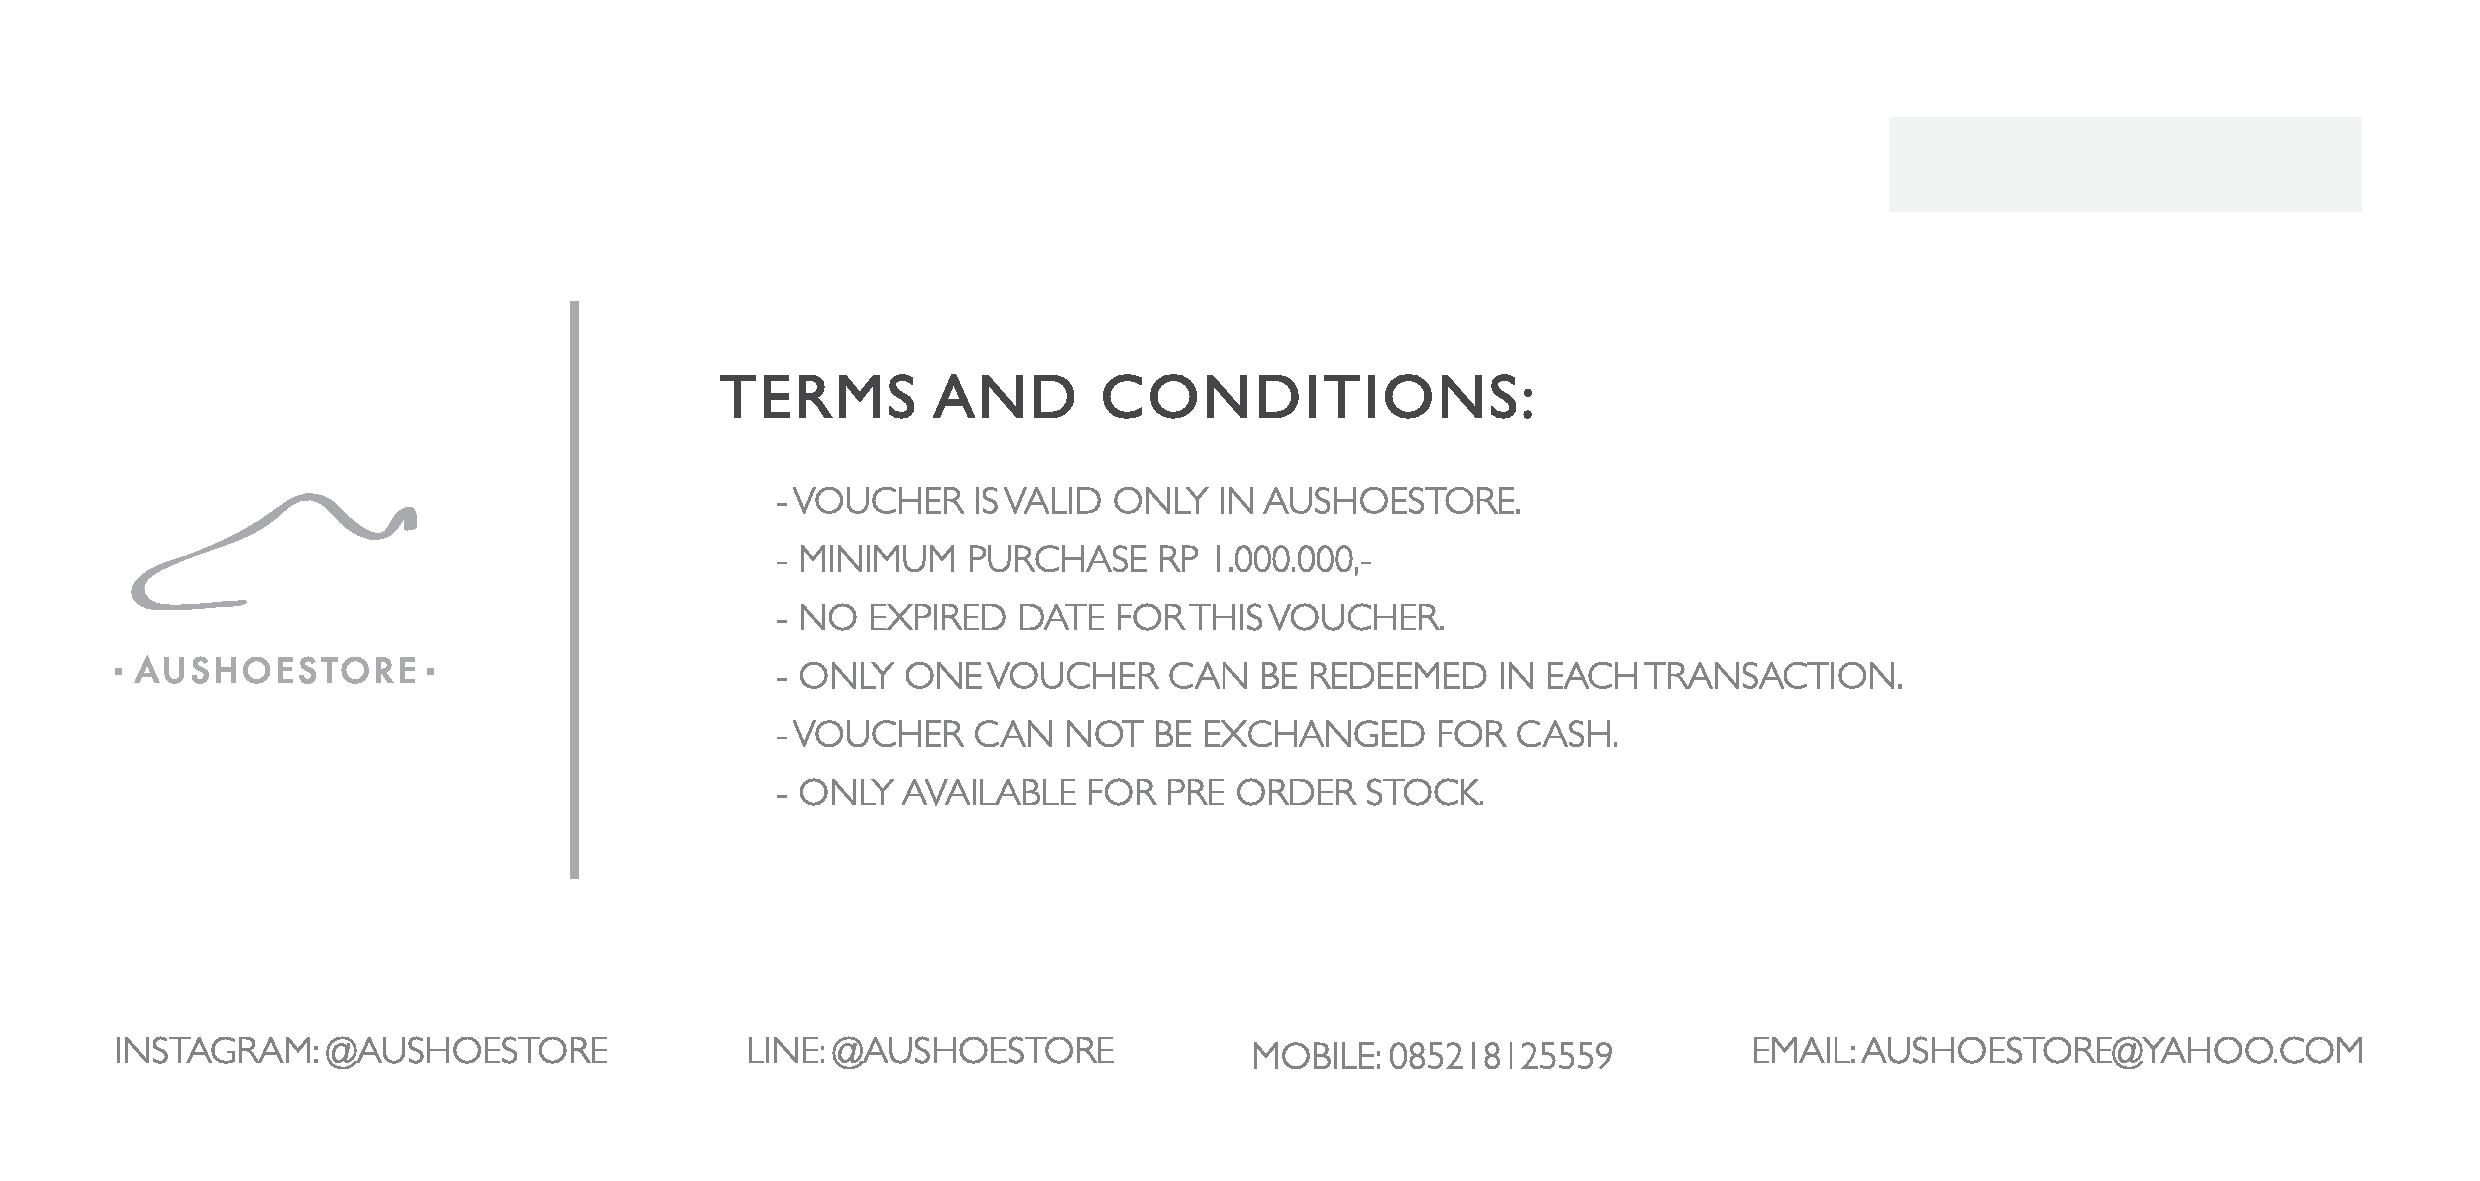 TERMS AND CONDITIONS:
- VOUCHER IS VALID ONLY IN AUSHOESTORE.
- MINIMUM PURCHASE RP 1.000.000,-
- NO EXPIRED DATE FOR THIS VOUCHER.
- ONLY ONE VOUCHER CAN BE REDEEMED IN EACH TRANSACTION.
- VOUCHER CAN NOT BE EXCHANGED FOR CASH.
- ONLY AVAILABLE FOR PRE ORDER STOCK.
· AUSHOESTORE ·
INSTAGRAM: @AUSHOESTORE
LINE: @AUSHOESTORE
MOBILE: 085218125559
EMAIL: AUSHOESTORE@YAHOO.COM